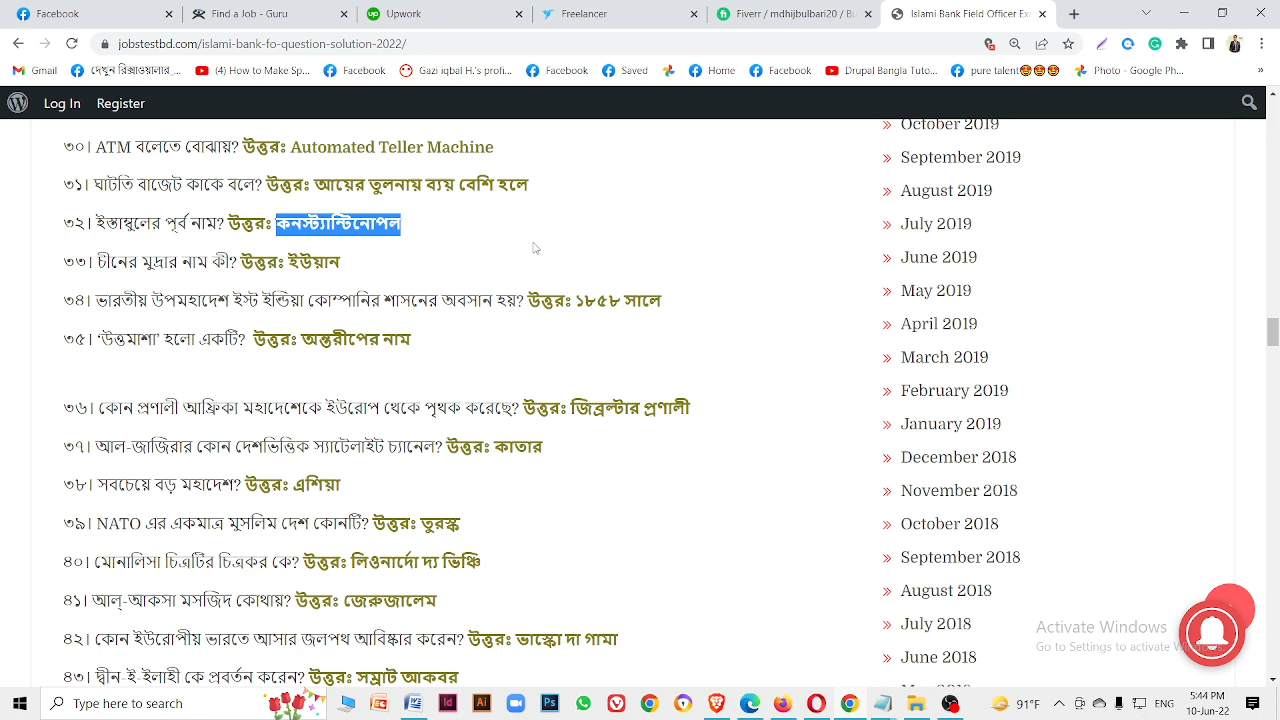 Facebook
Find a Job for Freelancers - Up
Upwork
Freelancer
Fiverr / mdhijbulbari20 / Bu
Automated Bank Field Officer Exa
jobstestbd.com/islami-bank-fo-question-solution-2022/
Gmail
দেখুন রিকাওয়ালার...
(4) How to Make Sp...
Facebook
Gazi iqbal H.'s profi...
Facebook
Saved
Home
Facebook
Drupal Bangla Tuto...
pure talent🤩🤩🤩
Photo - Google Ph...
»
Log In
Register
৩০। ATM বলেতে বোঝায়? উত্তরঃ Automated Teller Machine
৩১। ঘাটতি বাজেট কাকে বলে? উত্তরঃ আয়ের তুলনায় ব্যয় বেশি হলে
৩২। ইস্তাম্বুলের পূর্ব নাম? উত্তরঃ কনস্ট্যান্টিনোপল
৩৩। চীনের মুদ্রার নাম কী? উত্তরঃ ইউয়ান
৩৪। ভারতীয় উপমহাদেশ ইস্ট ইন্ডিয়া কোম্পানির শাসনের অবসান হয়? উত্তরঃ ১৮৫৮ সালে
৩৫। ‘উত্তমাশা’ হলো একটি? উত্তরঃ অন্তরীপের নাম
৩৬। কোন প্রণালী আফ্রিকা মহাদেশেকে ইউরোপ থেকে পৃথক করেছে? উত্তরঃ জিব্রল্টার প্রণালী
৩৭। আল-জাজিরার কোন দেশভিত্তিক স্যাটেলাইট চ্যানেল? উত্তরঃ কাতার
৩৮। সবচেয়ে বড় মহাদেশ? উত্তরঃ এশিয়া
৩৯। NATO এর একমাত্র মুসলিম দেশ কোনটি? উত্তরঃ তুরস্ক
৪০। মোনালিসা চিত্রটির চিত্রকর কে? উত্তরঃ লিওনার্দো দ্য ভিঞ্চি
৪১। আল্-আকসা মসজিদ কোথায়? উত্তরঃ জেরুজালেম
৪২। কোন ইউরোপীয় ভারতে আসার জলপথ আবিষ্কার করেন? উত্তরঃ ভাস্কো দা গামা
৪৩। দ্বীন-ই-ইলাহী কে প্রবর্তন করেন? উত্তরঃ সম্রাট আকবর
» October 2019
» September 2019
» August 2019
» July 2019
» June 2019
» May 2019
» April 2019
» March 2019
» February 2019
» January 2019
» December 2018
» November 2018
» October 2018
» September 2018
» August 2018
» July 2018
» June 2018
Activate Windows
Go to Settings to activate
Type here to search
91°F
5:44 PM
10-Jun-22